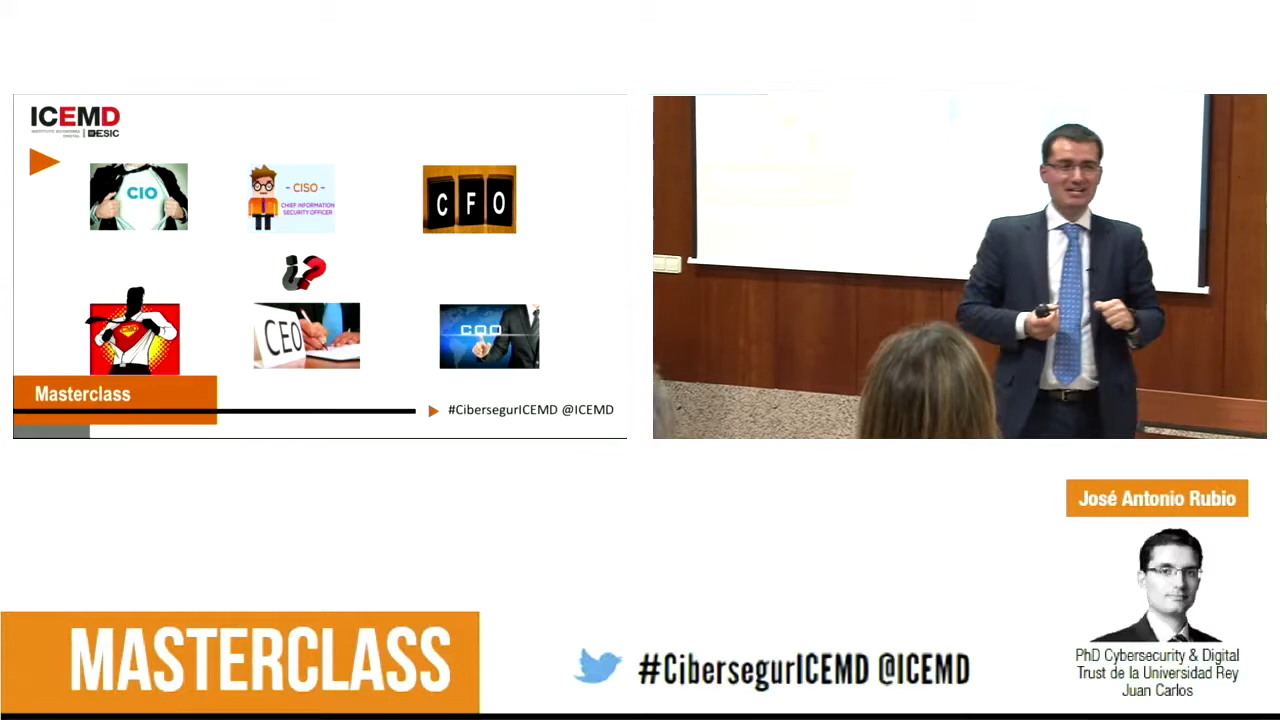 ICEMD
INSTITUTO ECONOMÍA
DIGITAL
ESIC
CIO
- CISO -
CHIEF INFORMATION
SECURITY OFFICER
CFO
¿?
CEO
COO
Masterclass
#CibersegurICEMD @ICEMD
José Antonio Rubio
PhD Cybersecurity & Digital
Trust de la Universidad Rey
Juan Carlos
MASTERCLASS
#CibersegurICEMD @ICEMD